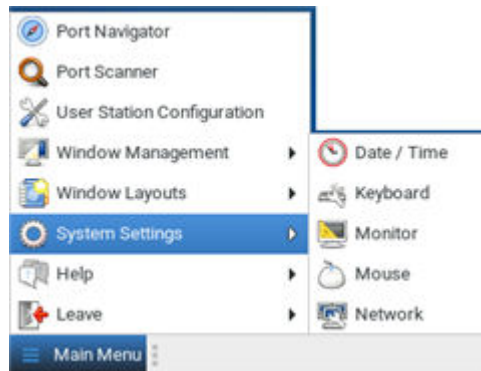 Port Navigator
Port Scanner
User Station Configuration
Window Management
Window Layouts
System Settings
Help
Leave
Main Menu
Date / Time
Keyboard
Monitor
Mouse
Network